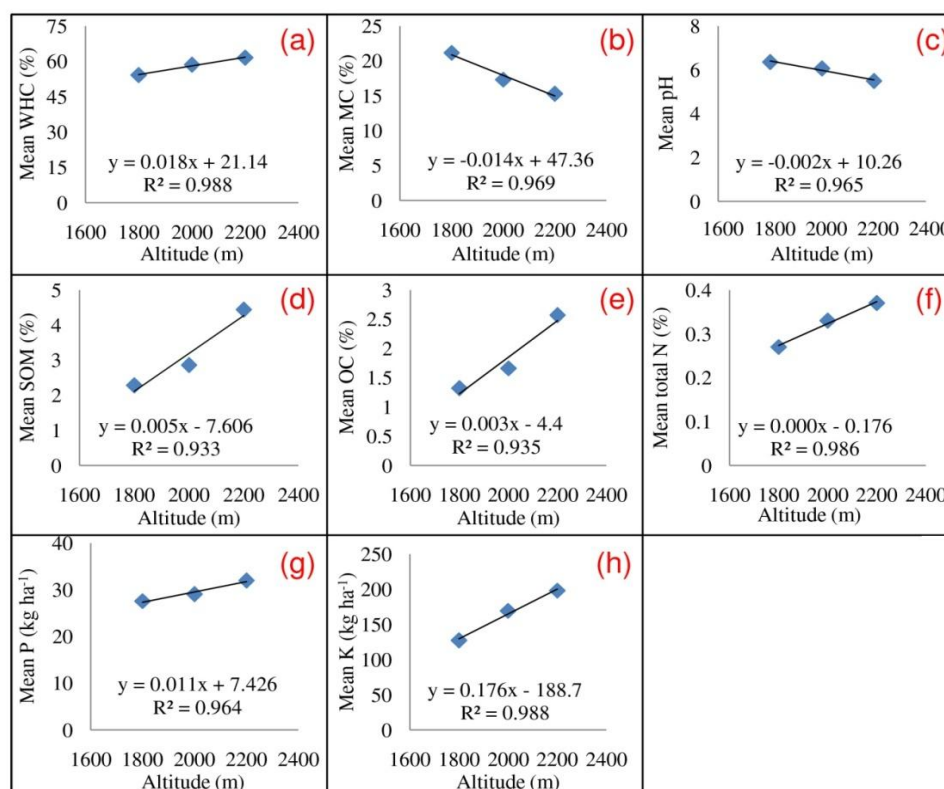 (a)
Mean WHC (%)
75
60
45
30
15
0
y = 0.018x + 21.14
R² = 0.988
1600 1800 2000 2200 2400
Altitude (m)
(b)
Mean MC (%)
25
20
15
10
5
0
y = -0.014x + 47.36
R² = 0.969
1600 1800 2000 2200 2400
Altitude (m)
(c)
Mean pH
8
6
4
2
0
y = -0.002x + 10.26
R² = 0.965
1600 1800 2000 2200 2400
Altitude (m)
(d)
Mean SOM (%)
5
4
3
2
1
0
y = 0.005x - 7.606
R² = 0.933
1600 1800 2000 2200 2400
Altitude (m)
(e)
Mean OC (%)
3
2.5
2
1.5
1
0.5
0
y = 0.003x - 4.4
R² = 0.935
1600 1800 2000 2200 2400
Altitude (m)
(f)
Mean total N (%)
0.4
0.3
0.2
0.1
0
y = 0.000x - 0.176
R² = 0.986
1600 1800 2000 2200 2400
Altitude (m)
(g)
Mean P (kg ha⁻¹)
40
30
20
10
0
y = 0.011x + 7.426
R² = 0.964
1600 1800 2000 2200 2400
Altitude (m)
(h)
Mean K (kg ha⁻¹)
250
200
150
100
50
0
y = 0.176x - 188.7
R² = 0.988
1600 1800 2000 2200 2400
Altitude (m)